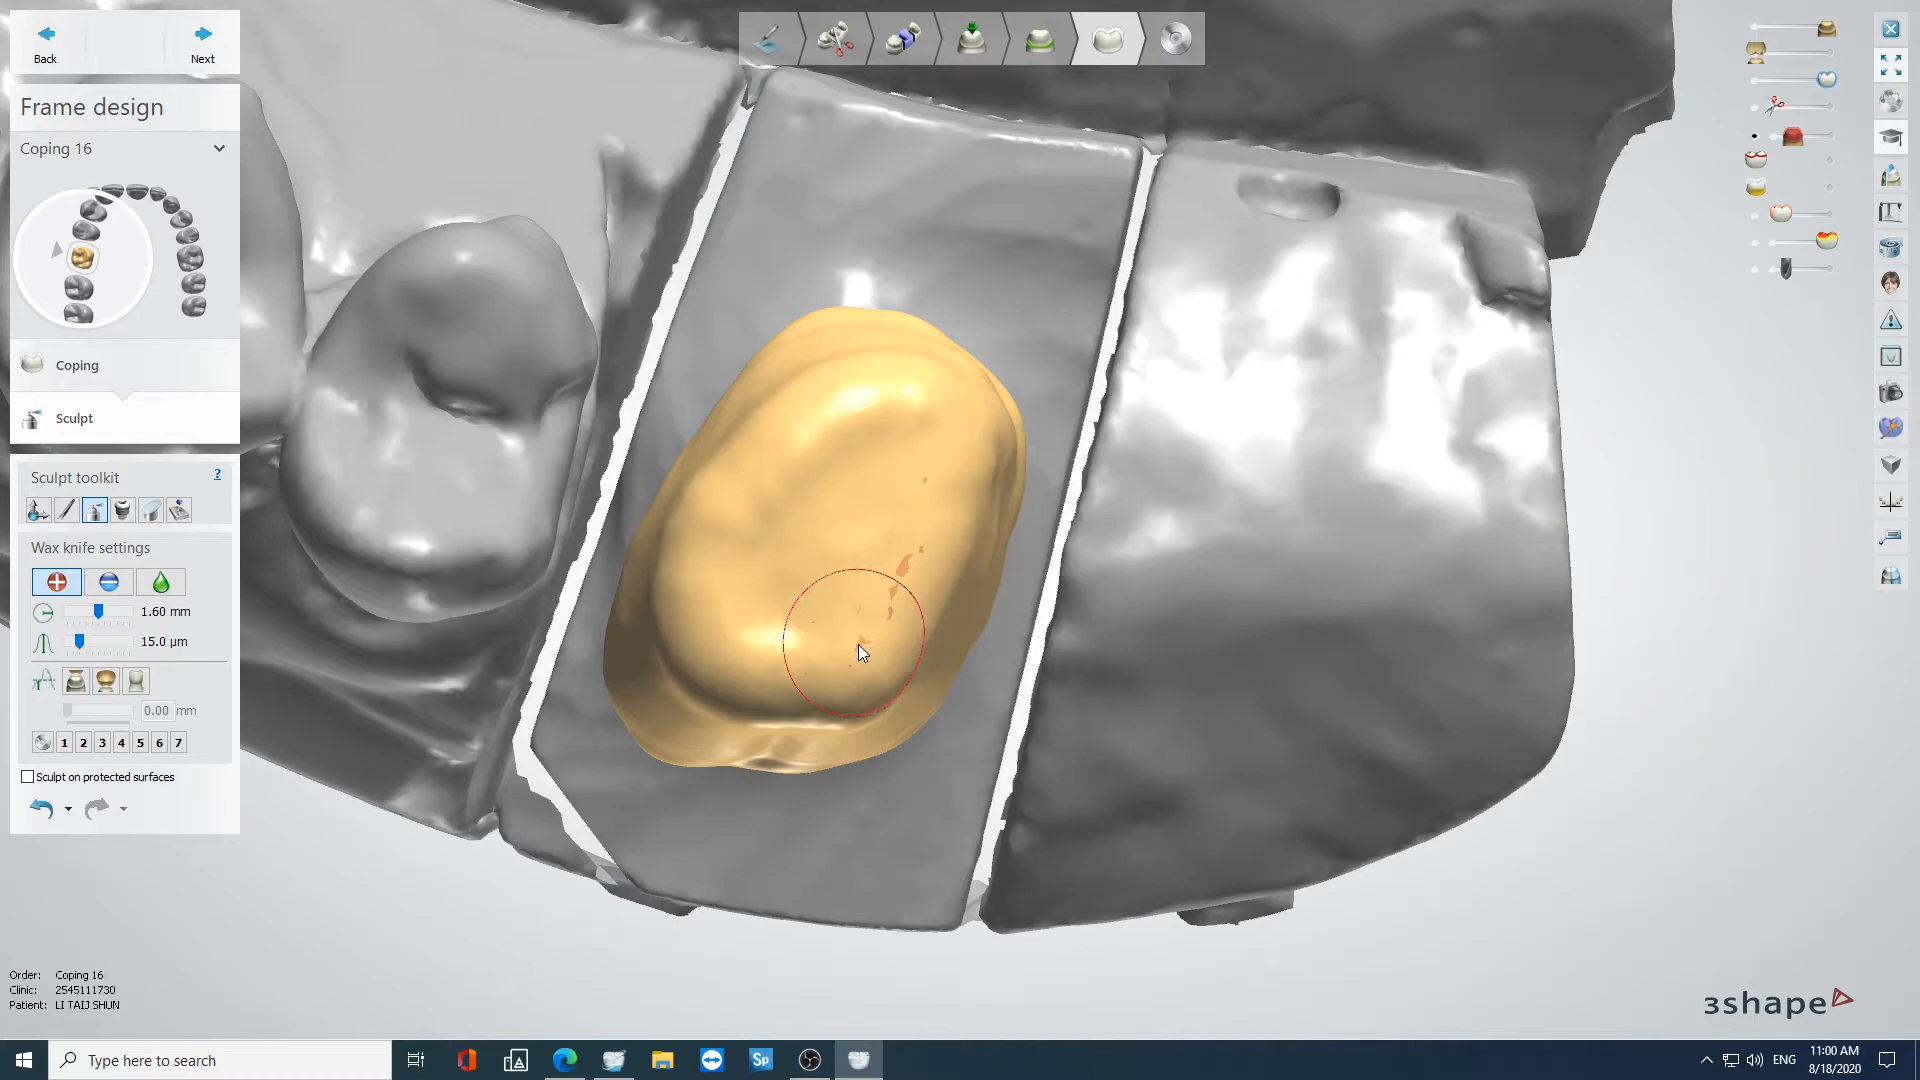 Back
Next
Frame design
Coping 16
Coping
Sculpt
Sculpt toolkit
?
Wax knife settings
1.60 mm
15.0 µm
0.00 mm
1 2 3 4 5 6 7
Sculpt on protected surfaces
Order: Coping 16
Clinic: 2545111730
Patient: LI TAIJ SHUN
3shape
Type here to search
Sp
ENG
11:00 AM
8/18/2020